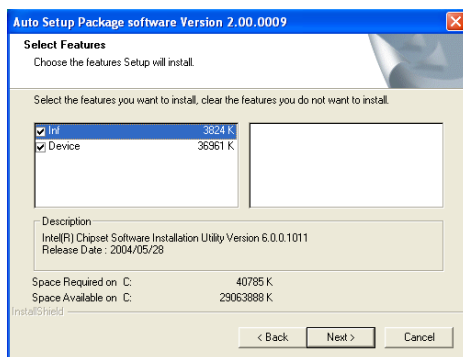 Auto Setup Package software Version 2.00.0009
Select Features
Choose the features Setup will install.
Select the features you want to install, clear the features you do not want to install.
Inf 3824 K
Device 36961 K
Description
Intel(R) Chipset Software Installation Utility Version 6.0.0.1011
Release Date : 2004/05/28
Space Required on C: 40785 K
Space Available on C: 29063888 K
InstallShield
< Back Next > Cancel